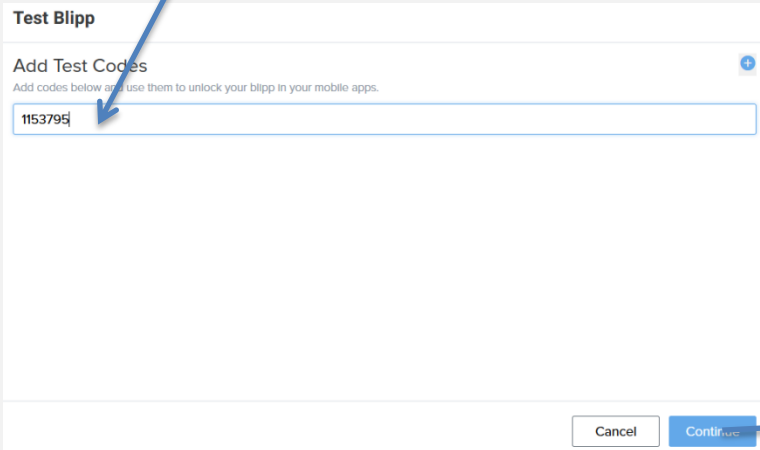 Test Blipp
Add Test Codes
Add codes below and use them to unlock your blipp in your mobile apps.
1153795
Cancel
Continue